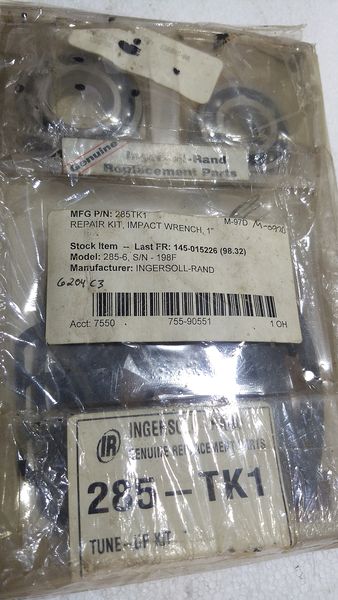 Genuine
Ingersoll-Rand
Replacement Parts
MFG P/N: 285TK1
REPAIR KIT, IMPACT WRENCH, 1"
M-97D
Stock Item -- Last FR: 145-015226 (98.32)
Model: 285-6, S/N - 198F
Manufacturer: INGERSOLL-RAND
6204 C3
Acct: 7550
755-90551
1 OH
IR
INGERSOLL-RAND
GENUINE REPLACEMENT PARTS
285-TK1
TUNE-UP KIT